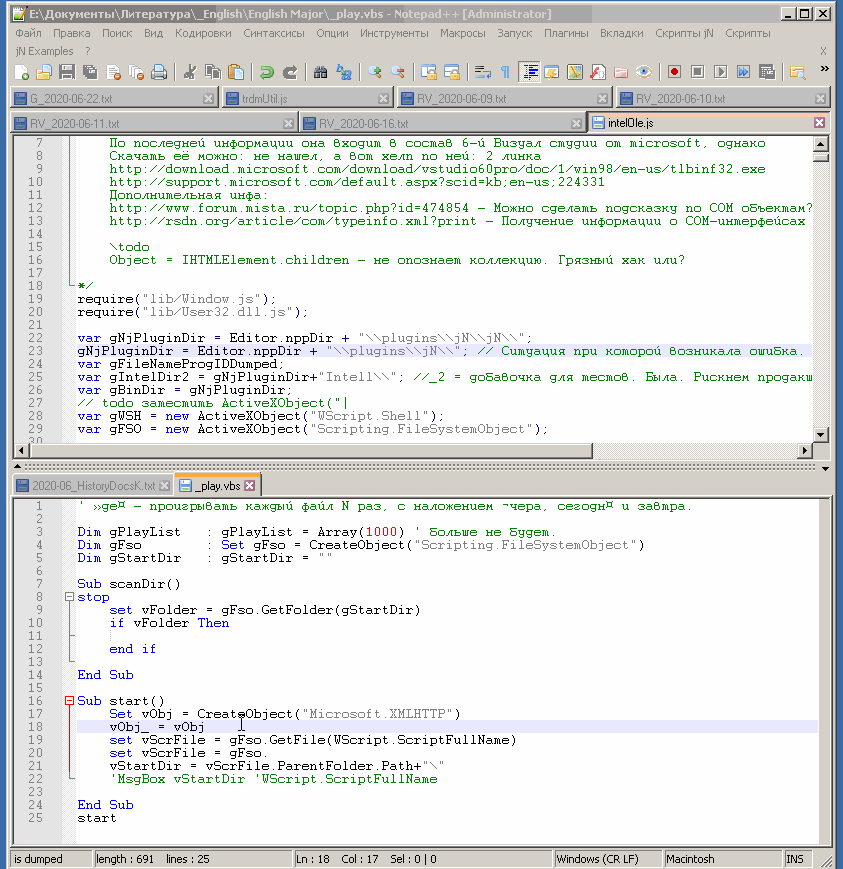 E:\Документы\Литература\_English\English Major\_play.vbs - Notepad++ [Administrator]
Файл Правка Поиск Вид Кодировки Синтаксисы Опции Инструменты Макросы Запуск Плагины Вкладки Скрипты jN Скрипты
jN Examples ? X
G_2020-06-22.txt trdmUtil.js RV_2020-06-09.txt RV_2020-06-10.txt
RV_2020-06-11.txt RV_2020-06-16.txt intelOle.js
7 По последней информации она входит в состав 6-й Визуал студии от microsoft, однако
8 Скачать её можно: не нашел, а вот хелп по ней: 2 линка
9 http://download.microsoft.com/download/vstudio60pro/doc/1/win98/en-us/tlbinf32.exe
10 http://support.microsoft.com/default.aspx?scid=kb;en-us;224331
11 Дополнительная инфа:
12 http://www.forum.mista.ru/topic.php?id=474854 - Можно сделать подсказку по COM объектам?
13 http://rsdn.org/article/com/typeinfo.xml?print - Получение информации о COM-интерфейсах
14
15 \todo
16 Object = IHTMLElement.children - не опознает коллекцию. Грязный хак или?
17
18 */
19 require("lib/Window.js");
20 require("lib/User32.dll.js");
21
22 var gNjPluginDir = Editor.nppDir + "\\plugins\\jN\\jN\\";
23 gNjPluginDir = Editor.nppDir + "\\plugins\\jN\\"; // Ситуация при которой возникала ошибка.
24 var gFileNameProgIDDumped;
25 var gIntelDir2 = gNjPluginDir+"Intell\\"; //_2 = добавочка для тестов. Была. Рискнем продакш
26 var gBinDir = gNjPluginDir;
27 // todo заместить ActiveXObject("|
28 var gWSH = new ActiveXObject("WScript.Shell");
29 var gFSO = new ActiveXObject("Scripting.FileSystemObject");
30
2020-06_HistoryDocsK.txt _play.vbs
1 ' »де¤ - проигрывать каждый файл N раз, с наложением ¬чера, сегодн¤ и завтра.
2
3 Dim gPlayList : gPlayList = Array(1000) ' Больше не будет.
4 Dim gFso : Set gFso = CreateObject("Scripting.FileSystemObject")
5 Dim gStartDir : gStartDir = ""
6
7 Sub scanDir()
8 stop
9 set vFolder = gFso.GetFolder(gStartDir)
10 if vFolder Then
11
12 end if
13
14 End Sub
15
16 Sub start()
17 Set vObj = CreateObject("Microsoft.XMLHTTP")
18 vObj_ = vObj
19 set vScrFile = gFso.GetFile(WScript.ScriptFullName)
20 set vScrFile = gFso.
21 vStartDir = vScrFile.ParentFolder.Path+"\"
22 'MsgBox vStartDir 'WScript.ScriptFullName
23
24 End Sub
25 start
is dumped length : 691 lines : 25 Ln : 18 Col : 17 Sel : 0 | 0 Windows (CR LF) Macintosh INS